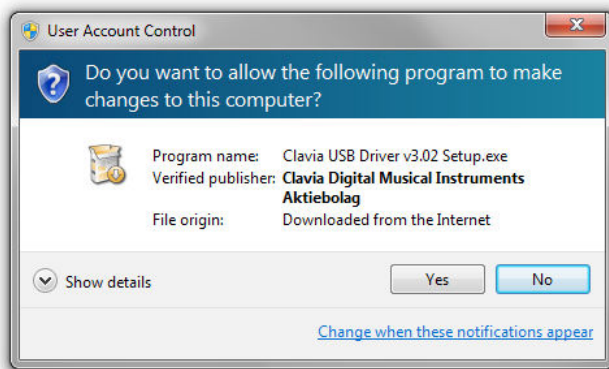 User Account Control
Do you want to allow the following program to make
changes to this computer?
Program name: Clavia USB Driver v3.02 Setup.exe
Verified publisher: Clavia Digital Musical Instruments
Aktiebolag
File origin: Downloaded from the Internet
Show details
Yes
No
Change when these notifications appear